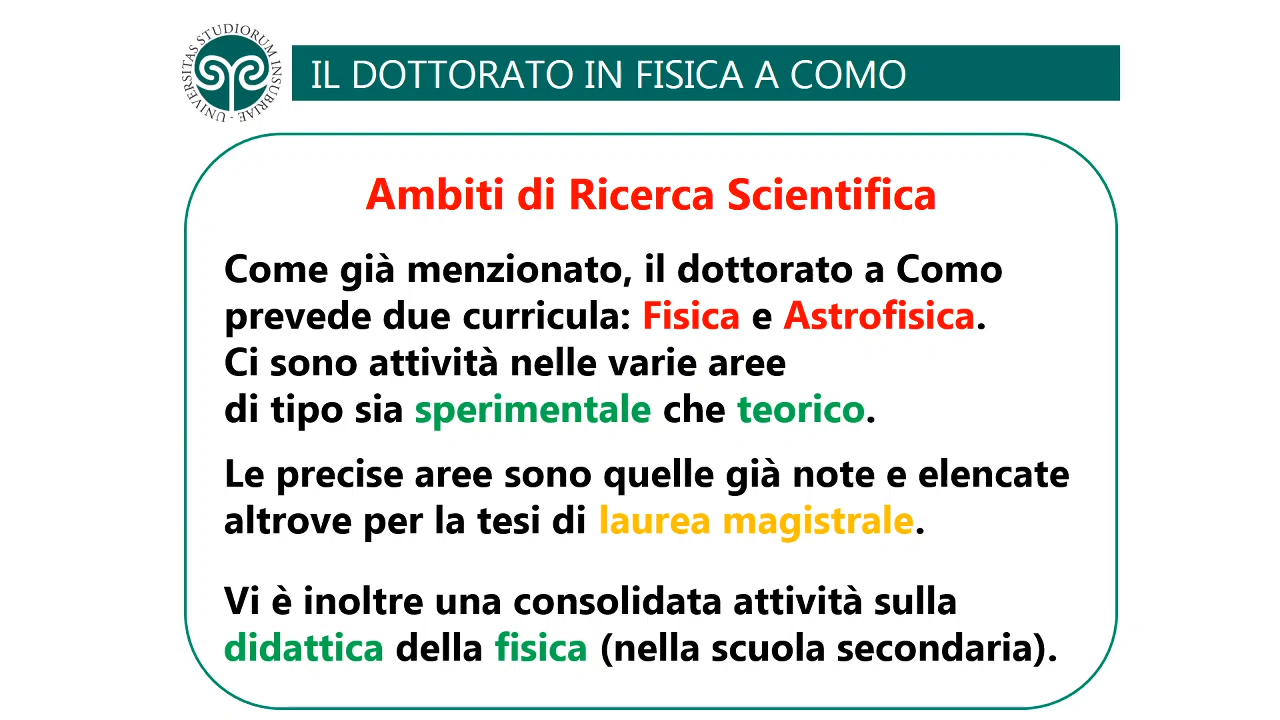 UNIVERSITAS STUDIORUM INSUBRIAE
IL DOTTORATO IN FISICA A COMO
Ambiti di Ricerca Scientifica
Come già menzionato, il dottorato a Como
prevede due curricula: Fisica e Astrofisica.
Ci sono attività nelle varie aree
di tipo sia sperimentale che teorico.
Le precise aree sono quelle già note e elencate
altrove per la tesi di laurea magistrale.
Vi è inoltre una consolidata attività sulla
didattica della fisica (nella scuola secondaria).